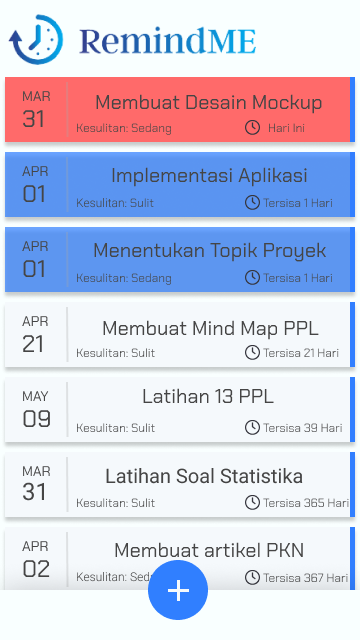 RemindME
MAR
31
Membuat Desain Mockup
Kesulitan: Sedang
Hari Ini
APR
01
Implementasi Aplikasi
Kesulitan: Sulit
Tersisa 1 Hari
APR
01
Menentukan Topik Proyek
Kesulitan: Sedang
Tersisa 1 Hari
APR
21
Membuat Mind Map PPL
Kesulitan: Sulit
Tersisa 21 Hari
MAY
09
Latihan 13 PPL
Kesulitan: Sulit
Tersisa 39 Hari
MAR
31
Latihan Soal Statistika
Kesulitan: Sulit
Tersisa 365 Hari
APR
02
Membuat artikel PKN
Kesulitan:
Tersisa 367 Hari